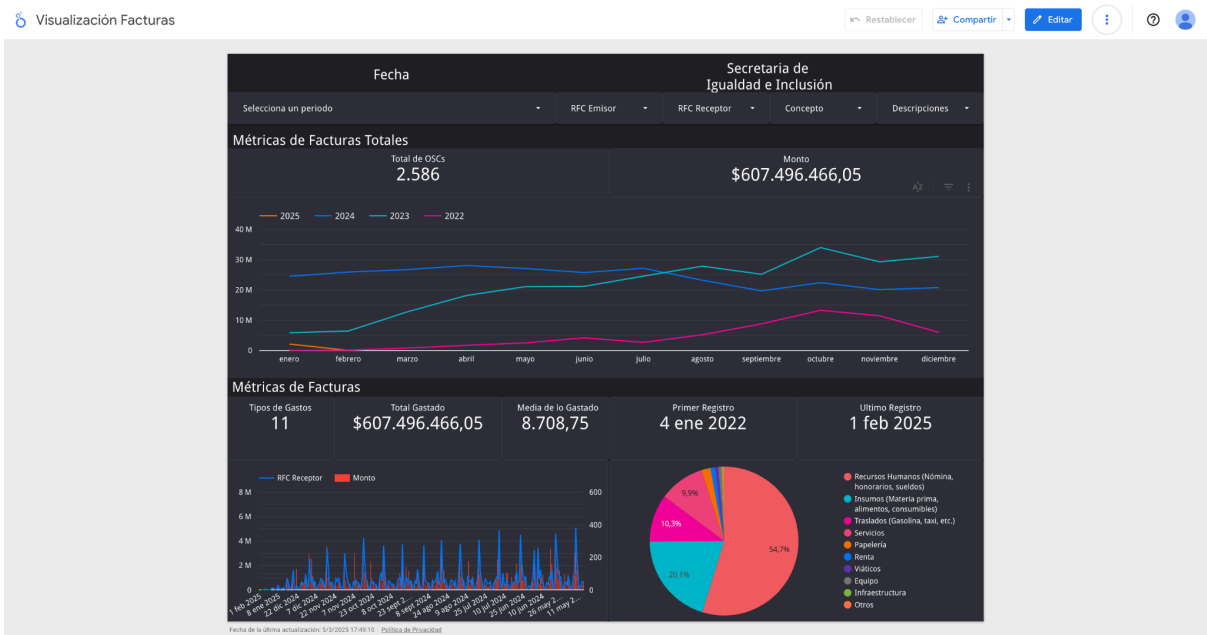 Visualización Facturas
Restablecer
Compartir
Editar
Fecha
Secretaria de
Igualdad e Inclusión
Selecciona un periodo
RFC Emisor
RFC Receptor
Concepto
Descripciones
Métricas de Facturas Totales
Total de OSCs
2.586
Monto
$607.496.466,05
2025
2024
2023
2022
40 M
30 M
20 M
10 M
0
enero
febrero
marzo
abril
mayo
junio
julio
agosto
septiembre
octubre
noviembre
diciembre
Métricas de Facturas
Tipos de Gastos
11
Total Gastado
$607.496.466,05
Media de lo Gastado
8.708,75
Primer Registro
4 ene 2022
Ultimo Registro
1 feb 2025
RFC Receptor
Monto
8 M
6 M
4 M
2 M
0
600
400
200
0
1 feb 2025
8 ene 2025
22 dic 2024
7 dic 2024
22 nov 2024
7 nov 2024
23 oct 2024
8 oct 2024
23 sept 2...
8 sept 2024
24 ago 2024
9 ago 2024
25 jul 2024
10 jul 2024
25 jun 2024
10 jun 2024
26 may 2...
11 may 2...
9,9%
10,3%
20,1%
54,7%
Recursos Humanos (Nómina,
honorarios, sueldos)
Insumos (Materia prima,
alimentos, consumibles)
Traslados (Gasolina, taxi, etc.)
Servicios
Papelería
Renta
Viáticos
Equipo
Infraestructura
Otros
Fecha de la última actualización: 5/3/2025 17:49:10
Política de Privacidad